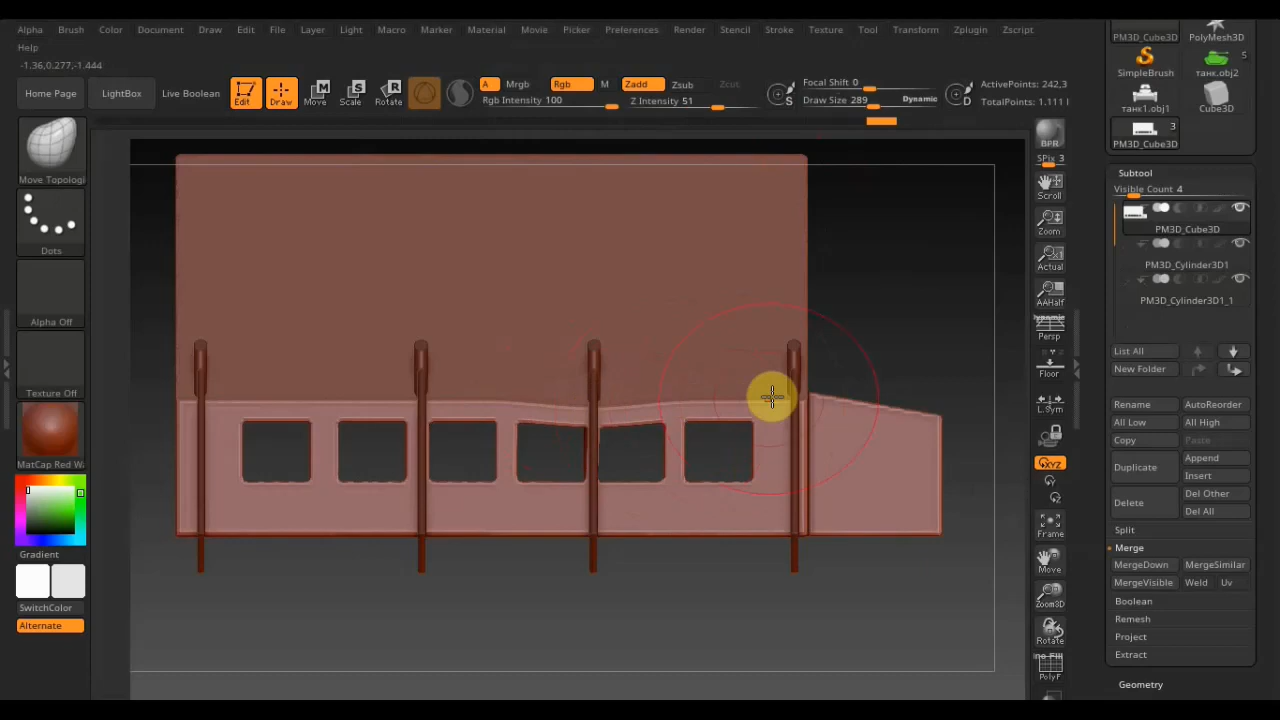 Alpha Brush Color Document Draw Edit File Layer Light Macro Marker Material Movie Picker Preferences Render Stencil Stroke Texture Tool Transform Zplugin Zscript
Help
-1.36,0.277,-1.444
Home Page
LightBox
Live Boolean
Edit
Draw
Move
Scale
Rotate
A
Mrgb
Rgb
M
Rgb Intensity 100
Zadd
Zsub
Zcut
Z Intensity 51
S
Focal Shift 0
Draw Size 289
Dynamic
D
ActivePoints: 242,3
TotalPoints: 1.111
Move Topologi
Dots
Alpha Off
Texture Off
MatCap Red W
Gradient
SwitchColor
Alternate
BPR
SPix 3
Scroll
Zoom
Actual
AAHalf
Dynamic
Persp
Floor
L.Sym
XYZ
Frame
Move
Zoom3D
Rotate
PolyF
PM3D_Cube3D
PolyMesh3D
SimpleBrush
5
танк.obj2
танк1.obj1
Cube3D
3
PM3D_Cube3D
Subtool
Visible Count 4
PM3D_Cube3D
PM3D_Cylinder3D1
PM3D_Cylinder3D1_1
List All
New Folder
Rename
AutoReorder
All Low
All High
Copy
Paste
Duplicate
Append
Insert
Delete
Del Other
Del All
Split
Merge
MergeDown
MergeSimilar
MergeVisible
Weld
Uv
Boolean
Remesh
Project
Extract
Geometry